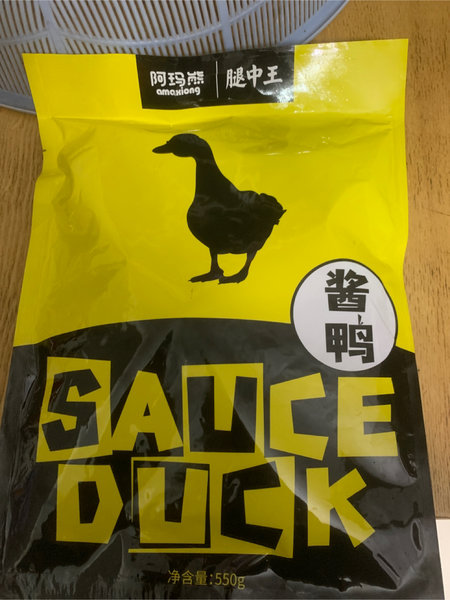 阿玛熊 腿中王
amaxiong
酱
鸭
SAUCE
DUCK
净含量:550g